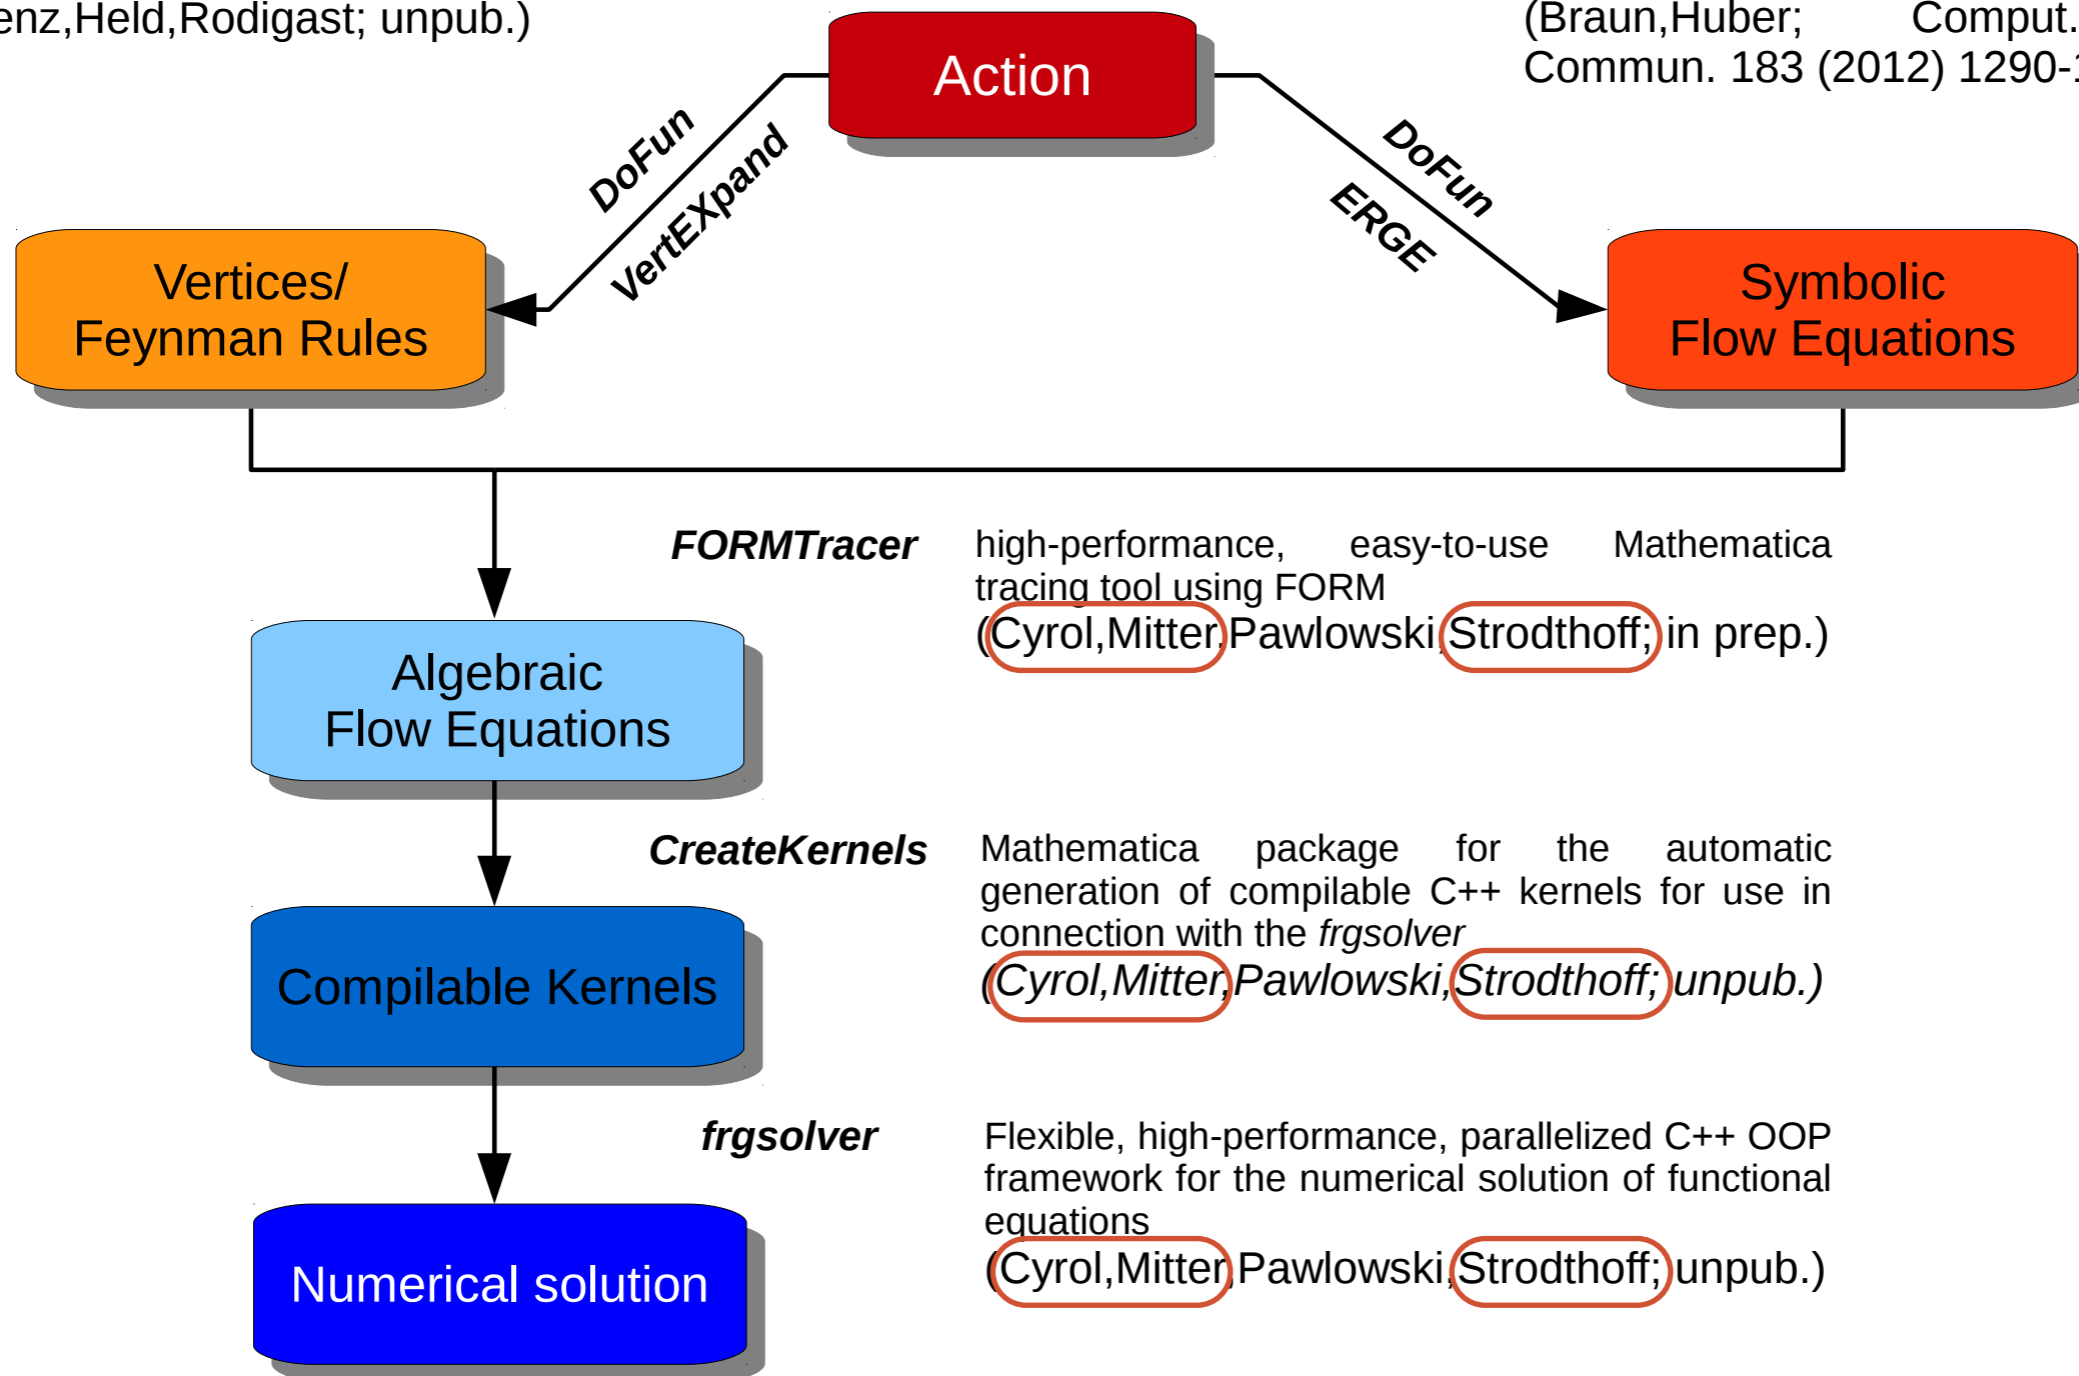 enz,Held,Rodigast; unpub.)
(Braun,Huber; Comput.
Commun. 183 (2012) 1290-
Action
DoFun
VertEXpand
DoFun
ERGE
Vertices/
Feynman Rules
Symbolic
Flow Equations
FORMTracer
high-performance, easy-to-use Mathematica
tracing tool using FORM
(Cyrol,Mitter,Pawlowski,Strodthoff; in prep.)
Algebraic
Flow Equations
CreateKernels
Mathematica package for the automatic
generation of compilable C++ kernels for use in
connection with the frgsolver
(Cyrol,Mitter,Pawlowski,Strodthoff; unpub.)
Compilable Kernels
frgsolver
Flexible, high-performance, parallelized C++ OOP
framework for the numerical solution of functional
equations
(Cyrol,Mitter,Pawlowski,Strodthoff; unpub.)
Numerical solution